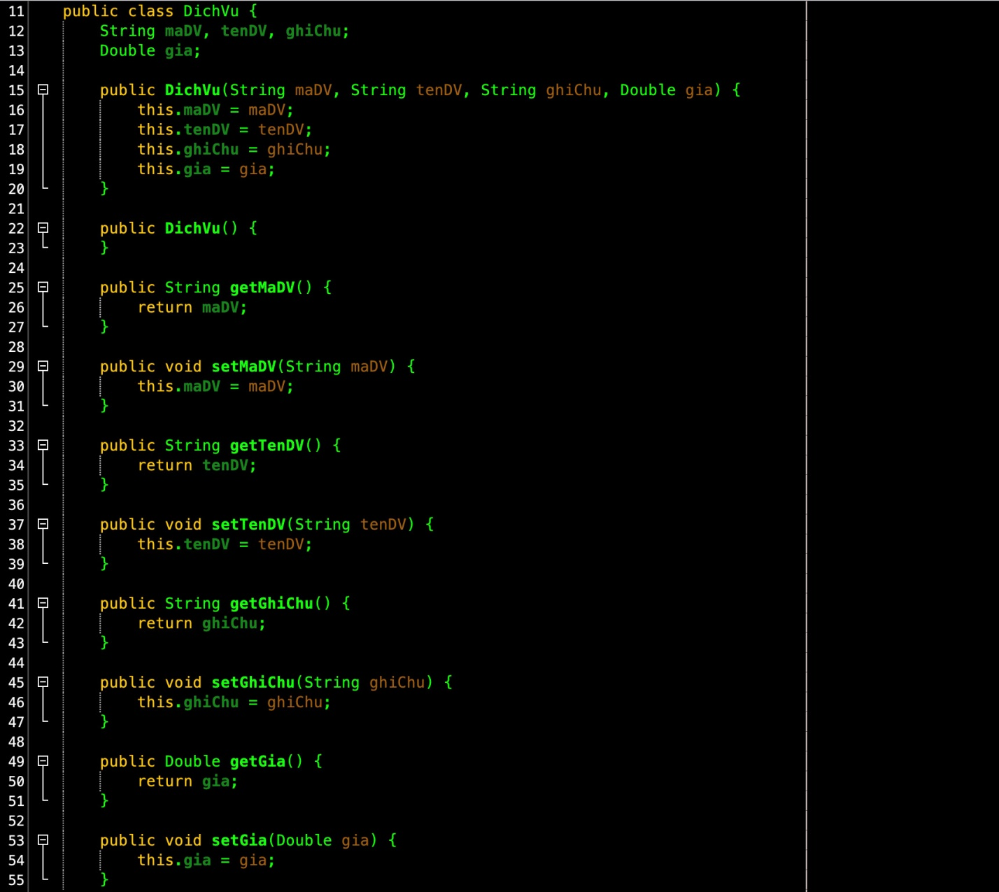 11 public class DichVu {
12 String maDV, tenDV, ghiChu;
13 Double gia;
14
15 public DichVu(String maDV, String tenDV, String ghiChu, Double gia) {
16 this.maDV = maDV;
17 this.tenDV = tenDV;
18 this.ghiChu = ghiChu;
19 this.gia = gia;
20 }
21
22 public DichVu() {
23 }
24
25 public String getMaDV() {
26 return maDV;
27 }
28
29 public void setMaDV(String maDV) {
30 this.maDV = maDV;
31 }
32
33 public String getTenDV() {
34 return tenDV;
35 }
36
37 public void setTenDV(String tenDV) {
38 this.tenDV = tenDV;
39 }
40
41 public String getGhiChu() {
42 return ghiChu;
43 }
44
45 public void setGhiChu(String ghiChu) {
46 this.ghiChu = ghiChu;
47 }
48
49 public Double getGia() {
50 return gia;
51 }
52
53 public void setGia(Double gia) {
54 this.gia = gia;
55 }